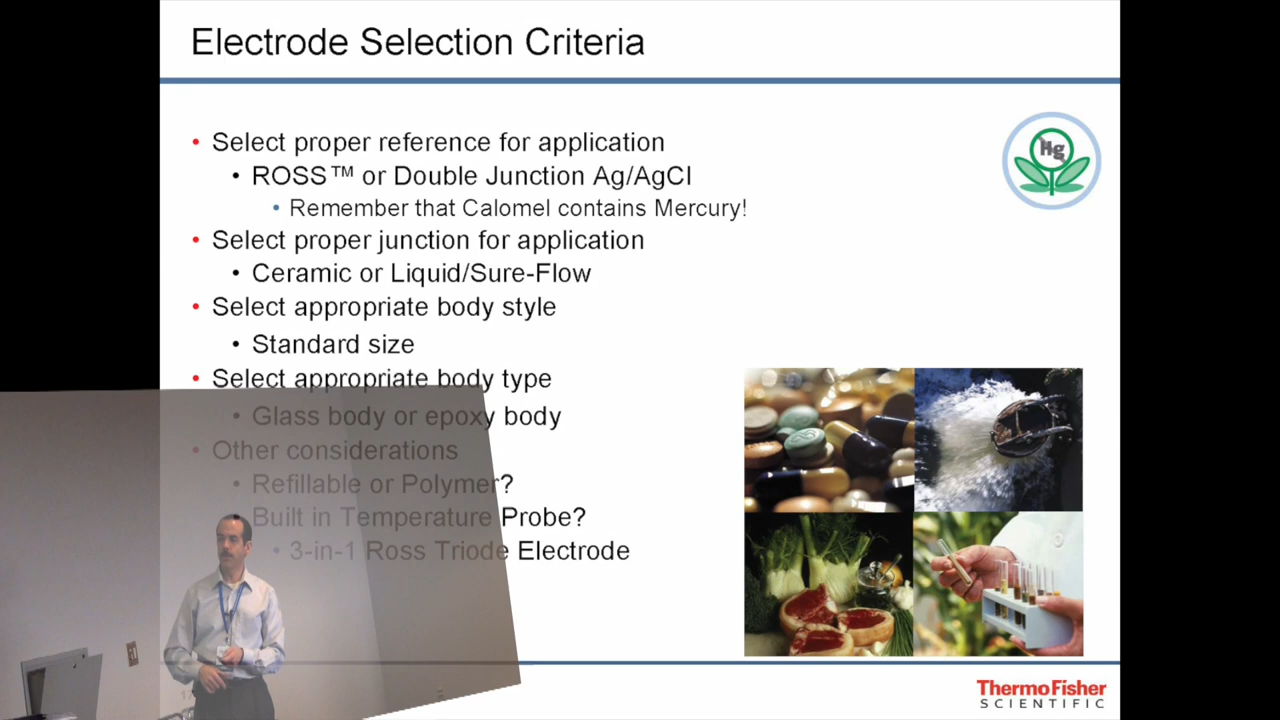 Electrode Selection Criteria
• Select proper reference for application
• ROSS™ or Double Junction Ag/AgCl
• Remember that Calomel contains Mercury!
• Select proper junction for application
• Ceramic or Liquid/Sure-Flow
• Select appropriate body style
• Standard size
• Select appropriate body type
• Glass body or epoxy body
• Other considerations
• Refillable or Polymer?
Built in Temperature Probe?
• 3-in-1 Ross Triode Electrode
Hg
ThermoFisher
SCIENTIFIC